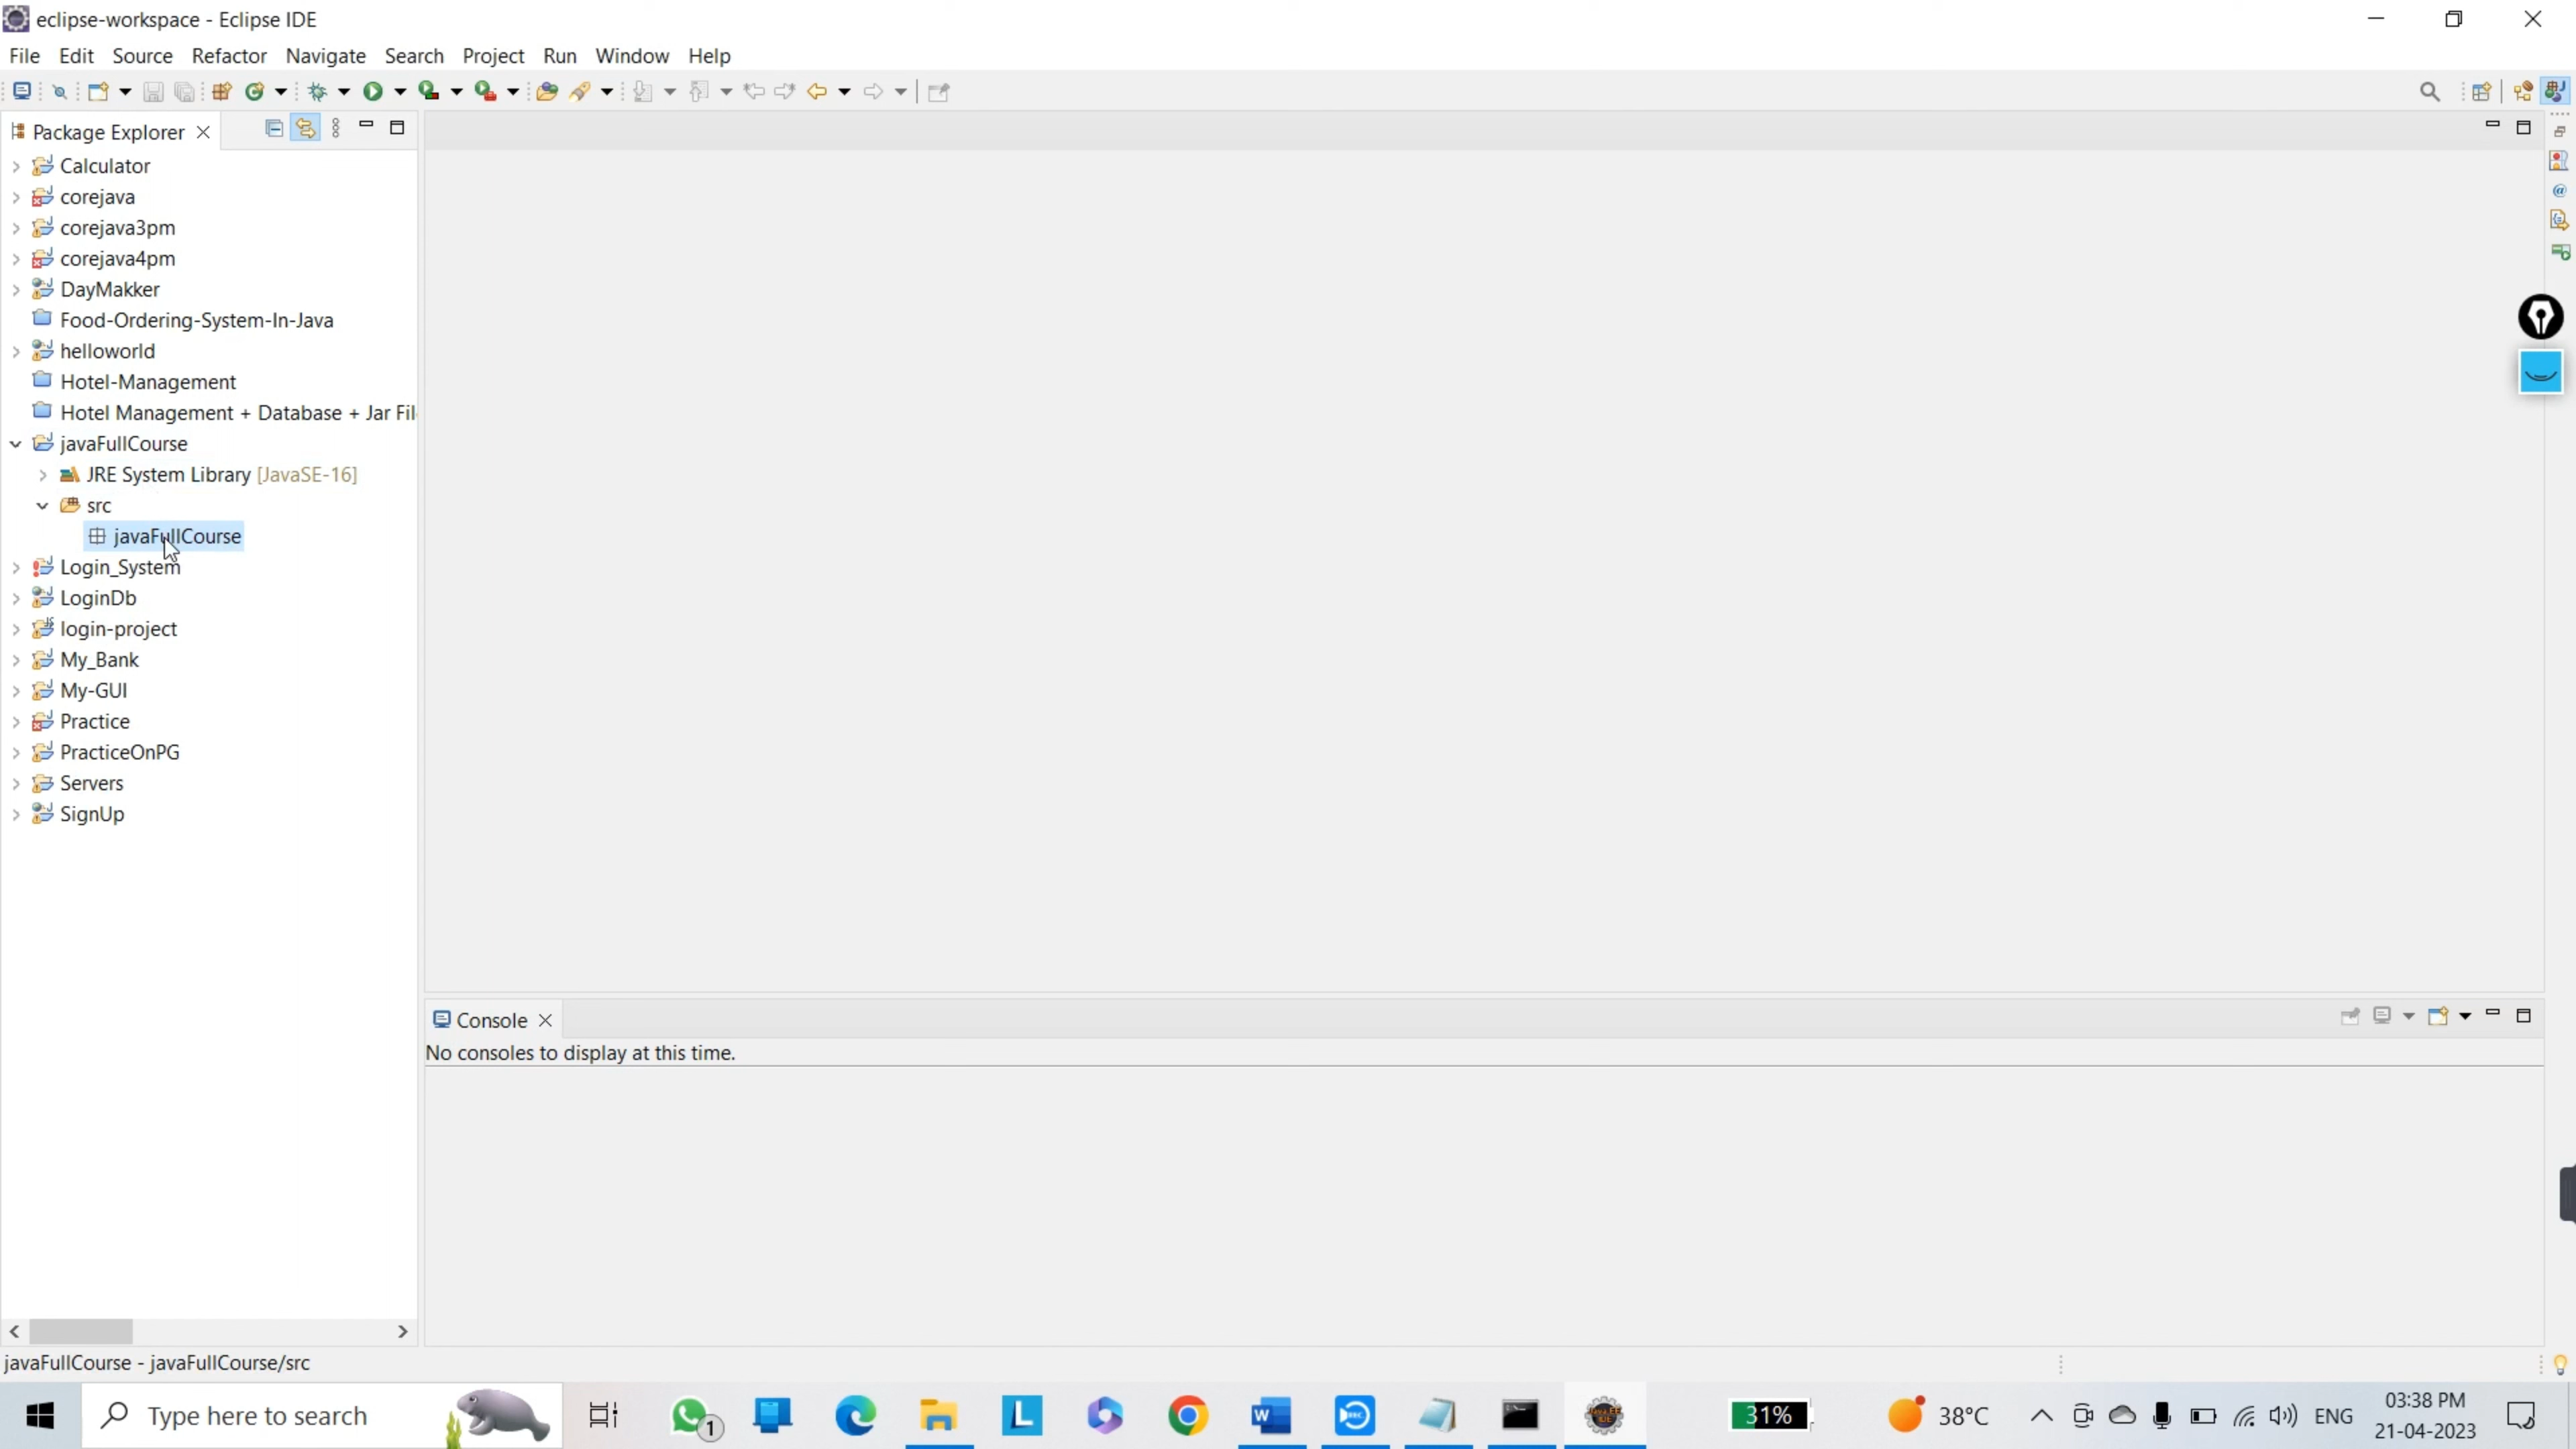 eclipse-workspace - Eclipse IDE
File Edit Source Refactor Navigate Search Project Run Window Help
Package Explorer
Calculator
corejava
corejava3pm
corejava4pm
DayMakker
Food-Ordering-System-In-Java
helloworld
Hotel-Management
Hotel Management + Database + Jar Fil
javaFullCourse
JRE System Library [JavaSE-16]
src
javaFullCourse
Login_System
LoginDb
login-project
My_Bank
My-GUI
Practice
PracticeOnPG
Servers
SignUp
Console
No consoles to display at this time.
javaFullCourse - javaFullCourse/src
Type here to search
1
31%
38°C
ENG
03:38 PM
21-04-2023